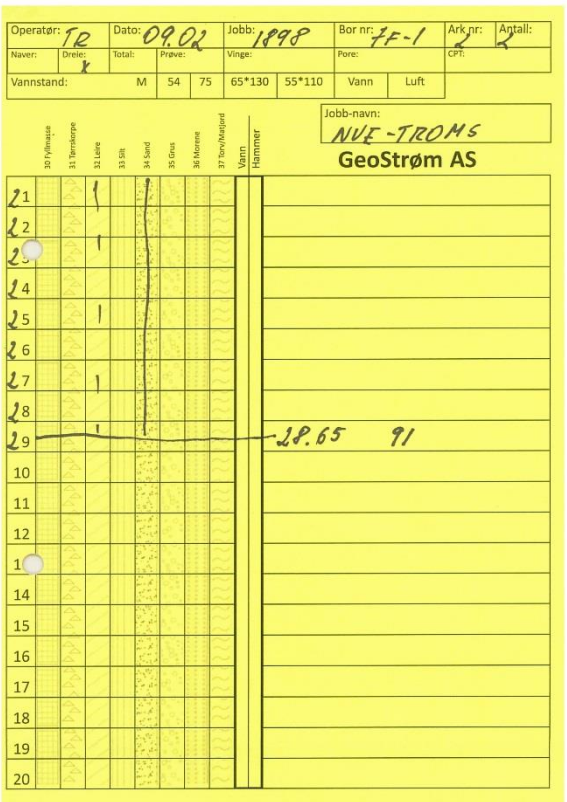 Operatør: TR Dato: 09.02 Jobb: 1898 Bor nr: 7F-1 Ark nr: 2 Antall: 2
Naver: Dreie: x Total: Prøve: Vinge: Pore: CPT:
Vannstand: M 54 75 65*130 55*110 Vann Luft
Jobb-navn:
NVE-TROMS
GeoStrøm AS
30 Fyllmasse 31 Tørrskorpe 32 Leire 33 Silt 34 Sand 35 Grus 36 Morene 37 Torv/Matjord Vann Hammer
21
22
23
24
25
26
27
28
29 28.65 91
10
11
12
1
14
15
16
17
18
19
20